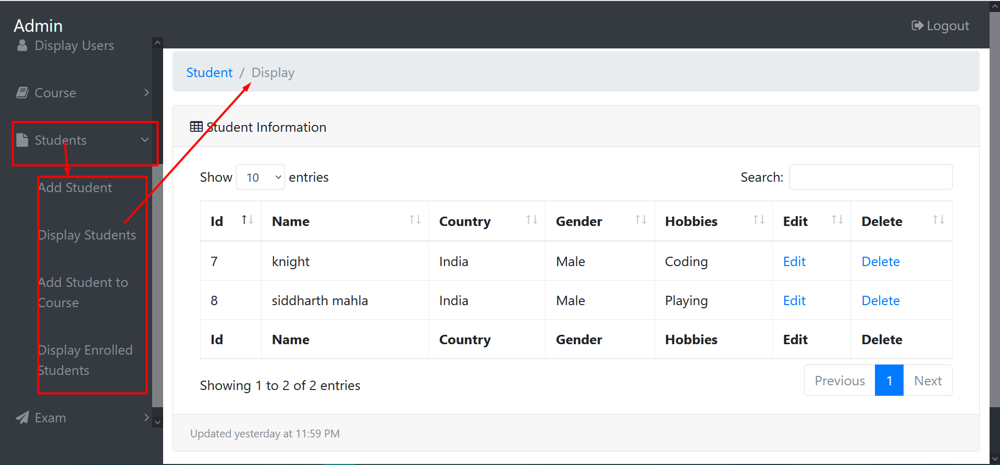 Admin
Logout
Display Users
Course
Students
Add Student
Display Students
Add Student to
Course
Display Enrolled
Students
Exam
Student / Display
Student Information
Show 10 entries
Search:
Id Name Country Gender Hobbies Edit Delete
7 knight India Male Coding Edit Delete
8 siddharth mahla India Male Playing Edit Delete
Id Name Country Gender Hobbies Edit Delete
Showing 1 to 2 of 2 entries
Previous 1 Next
Updated yesterday at 11:59 PM